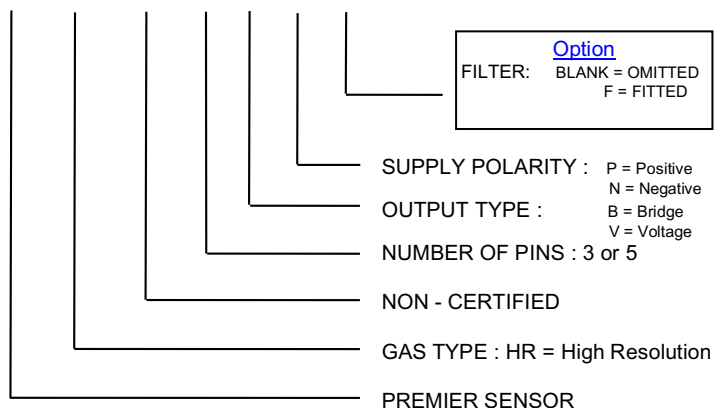 Option
FILTER: BLANK = OMITTED
F = FITTED
SUPPLY POLARITY : P = Positive
N = Negative
OUTPUT TYPE : B = Bridge
V = Voltage
NUMBER OF PINS : 3 or 5
NON - CERTIFIED
GAS TYPE : HR = High Resolution
PREMIER SENSOR